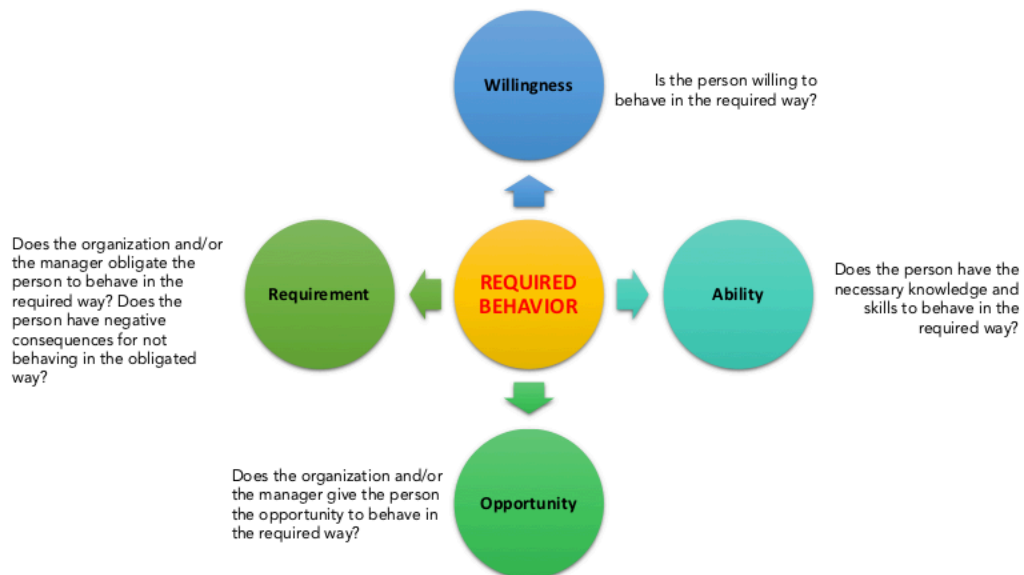 Willingness
Is the person willing to
behave in the required way?
Does the organization and/or
the manager obligate the
person to behave in the
required way? Does the
person have negative
consequences for not
behaving in the obligated
way?
Requirement
REQUIRED
BEHAVIOR
Ability
Does the person have the
necessary knowledge and
skills to behave in the
required way?
Does the organization and/or
the manager give the person
the opportunity to behave in
the required way?
Opportunity